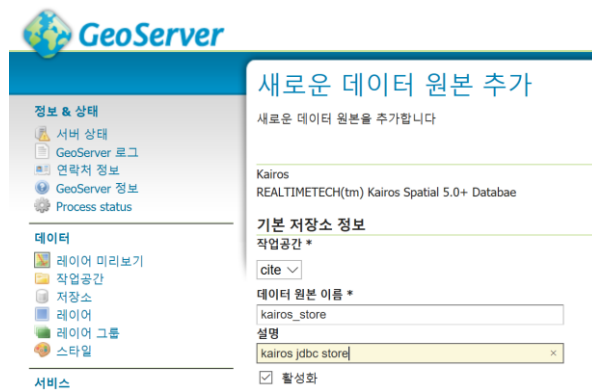 GeoServer
정보 & 상태
서버 상태
GeoServer 로그
연락처 정보
GeoServer 정보
Process status
데이터
레이어 미리보기
작업공간
저장소
레이어
레이어 그룹
스타일
서비스
새로운 데이터 원본 추가
새로운 데이터 원본을 추가합니다
Kairos
REALTIMETECH(tm) Kairos Spatial 5.0+ Databae
기본 저장소 정보
작업공간 *
cite
데이터 원본 이름 *
kairos_store
설명
kairos jdbc store
활성화